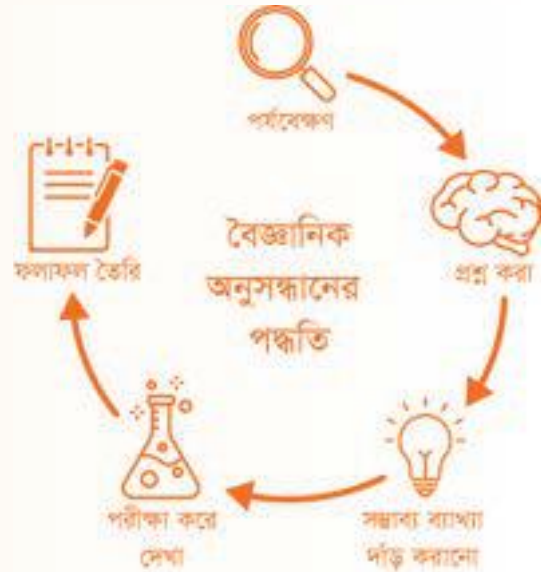 পর্যবেক্ষণ
প্রশ্ন করা
সম্ভাব্য ব্যাখ্যা
দাঁড় করানো
পরীক্ষা করে
দেখা
ফলাফল তৈরি
বৈজ্ঞানিক
অনুসন্ধানের
পদ্ধতি